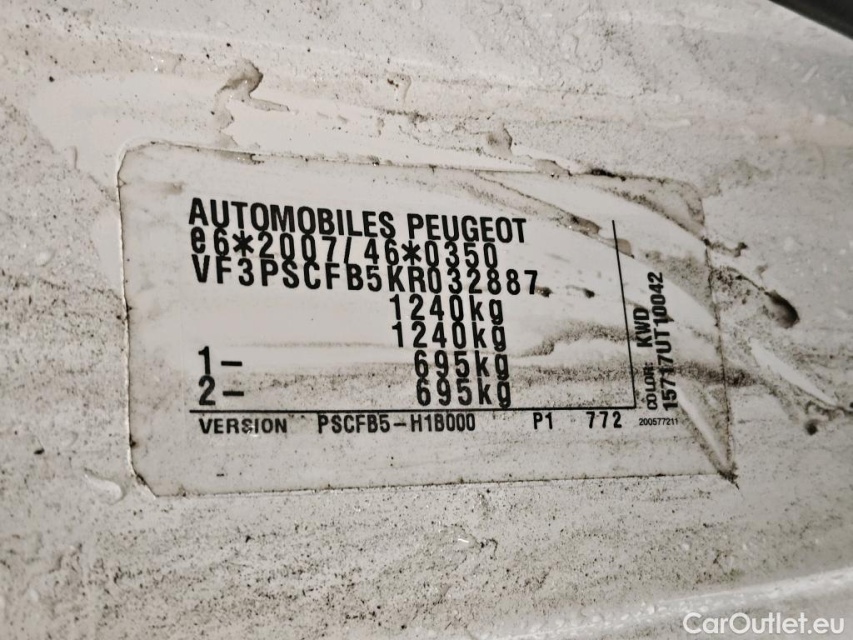 AUTOMOBILES PEUGEOT
e6*2007/46*0350
VF3PSCFB5KR032887
1240kg
1240kg
1- 695kg
2- 695kg
VERSION PSCFB5-H1B000 P1 772
COLOR: KWD
15717UT10042
200577211
CarOutlet.eu